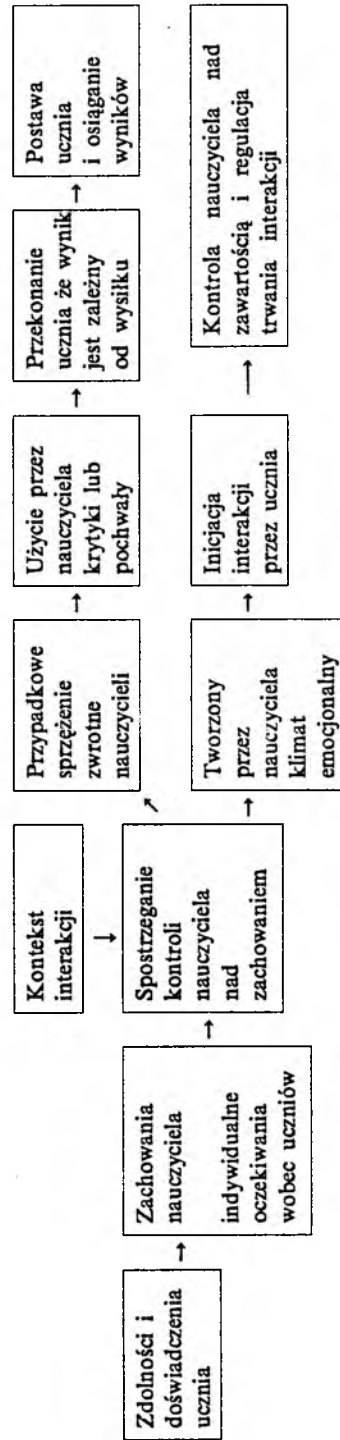 Zdolności i
doświadczenia
ucznia
Zachowania
nauczyciela
indywidualne
oczekiwania
wobec uczniów
Kontekst
interakcji
Spostrzeganie
kontroli
nauczyciela
nad
zachowaniem
Przypadkowe
sprzężenie
zwrotne
nauczycieli
Użycie przez
nauczyciela
krytyki lub
pochwały
Przekonanie
ucznia że wynik
jest zależny
od wysiłku
Postawa
ucznia
i osiąganie
wyników
Tworzony
przez
nauczyciela
klimat
emocjonalny
Inicjacja
interakcji
przez ucznia
Kontrola nauczyciela nad
zawartością i regulacja
trwania interakcji